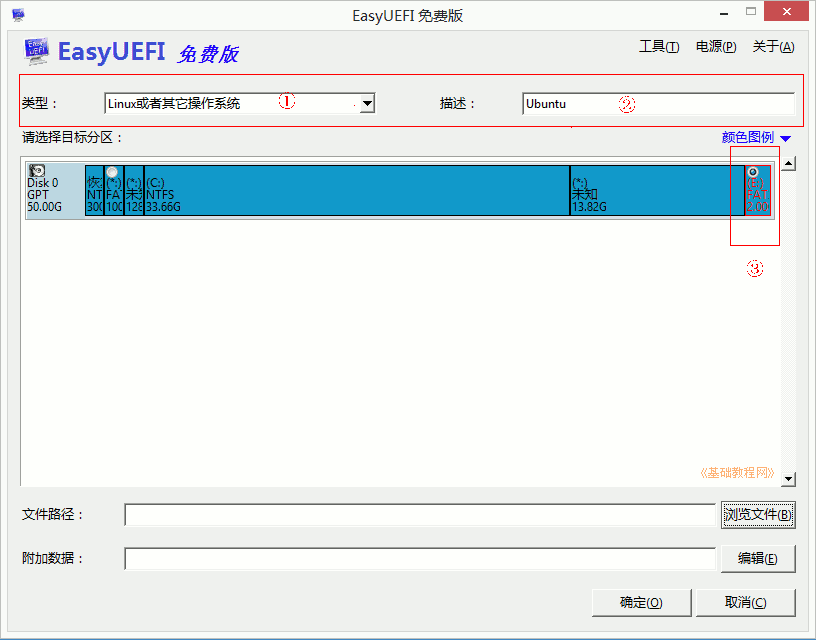 EasyUEFI 免费版
EasyUEFI 免费版
工具(T) 电源(P) 关于(A)
类型： Linux或者其它操作系统 ① 描述： Ubuntu ②
请选择目标分区： 颜色图例
Disk 0
GPT
50.00G
恢
NT
300
(*:)
FA
100
(*:)
未
128
(C:)
NTFS
33.66G
(*:)
未知
13.82G
(B:)
FAT
2.00
③
《基础教程网》
文件路径： 浏览文件(B)
附加数据： 编辑(E)
确定(O) 取消(C)